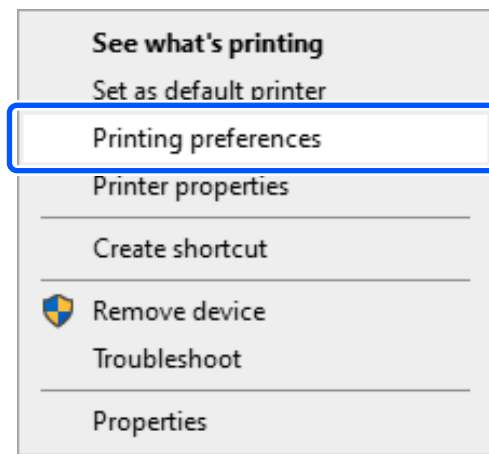 See what's printing
Set as default printer
Printing preferences
Printer properties
Create shortcut
Remove device
Troubleshoot
Properties